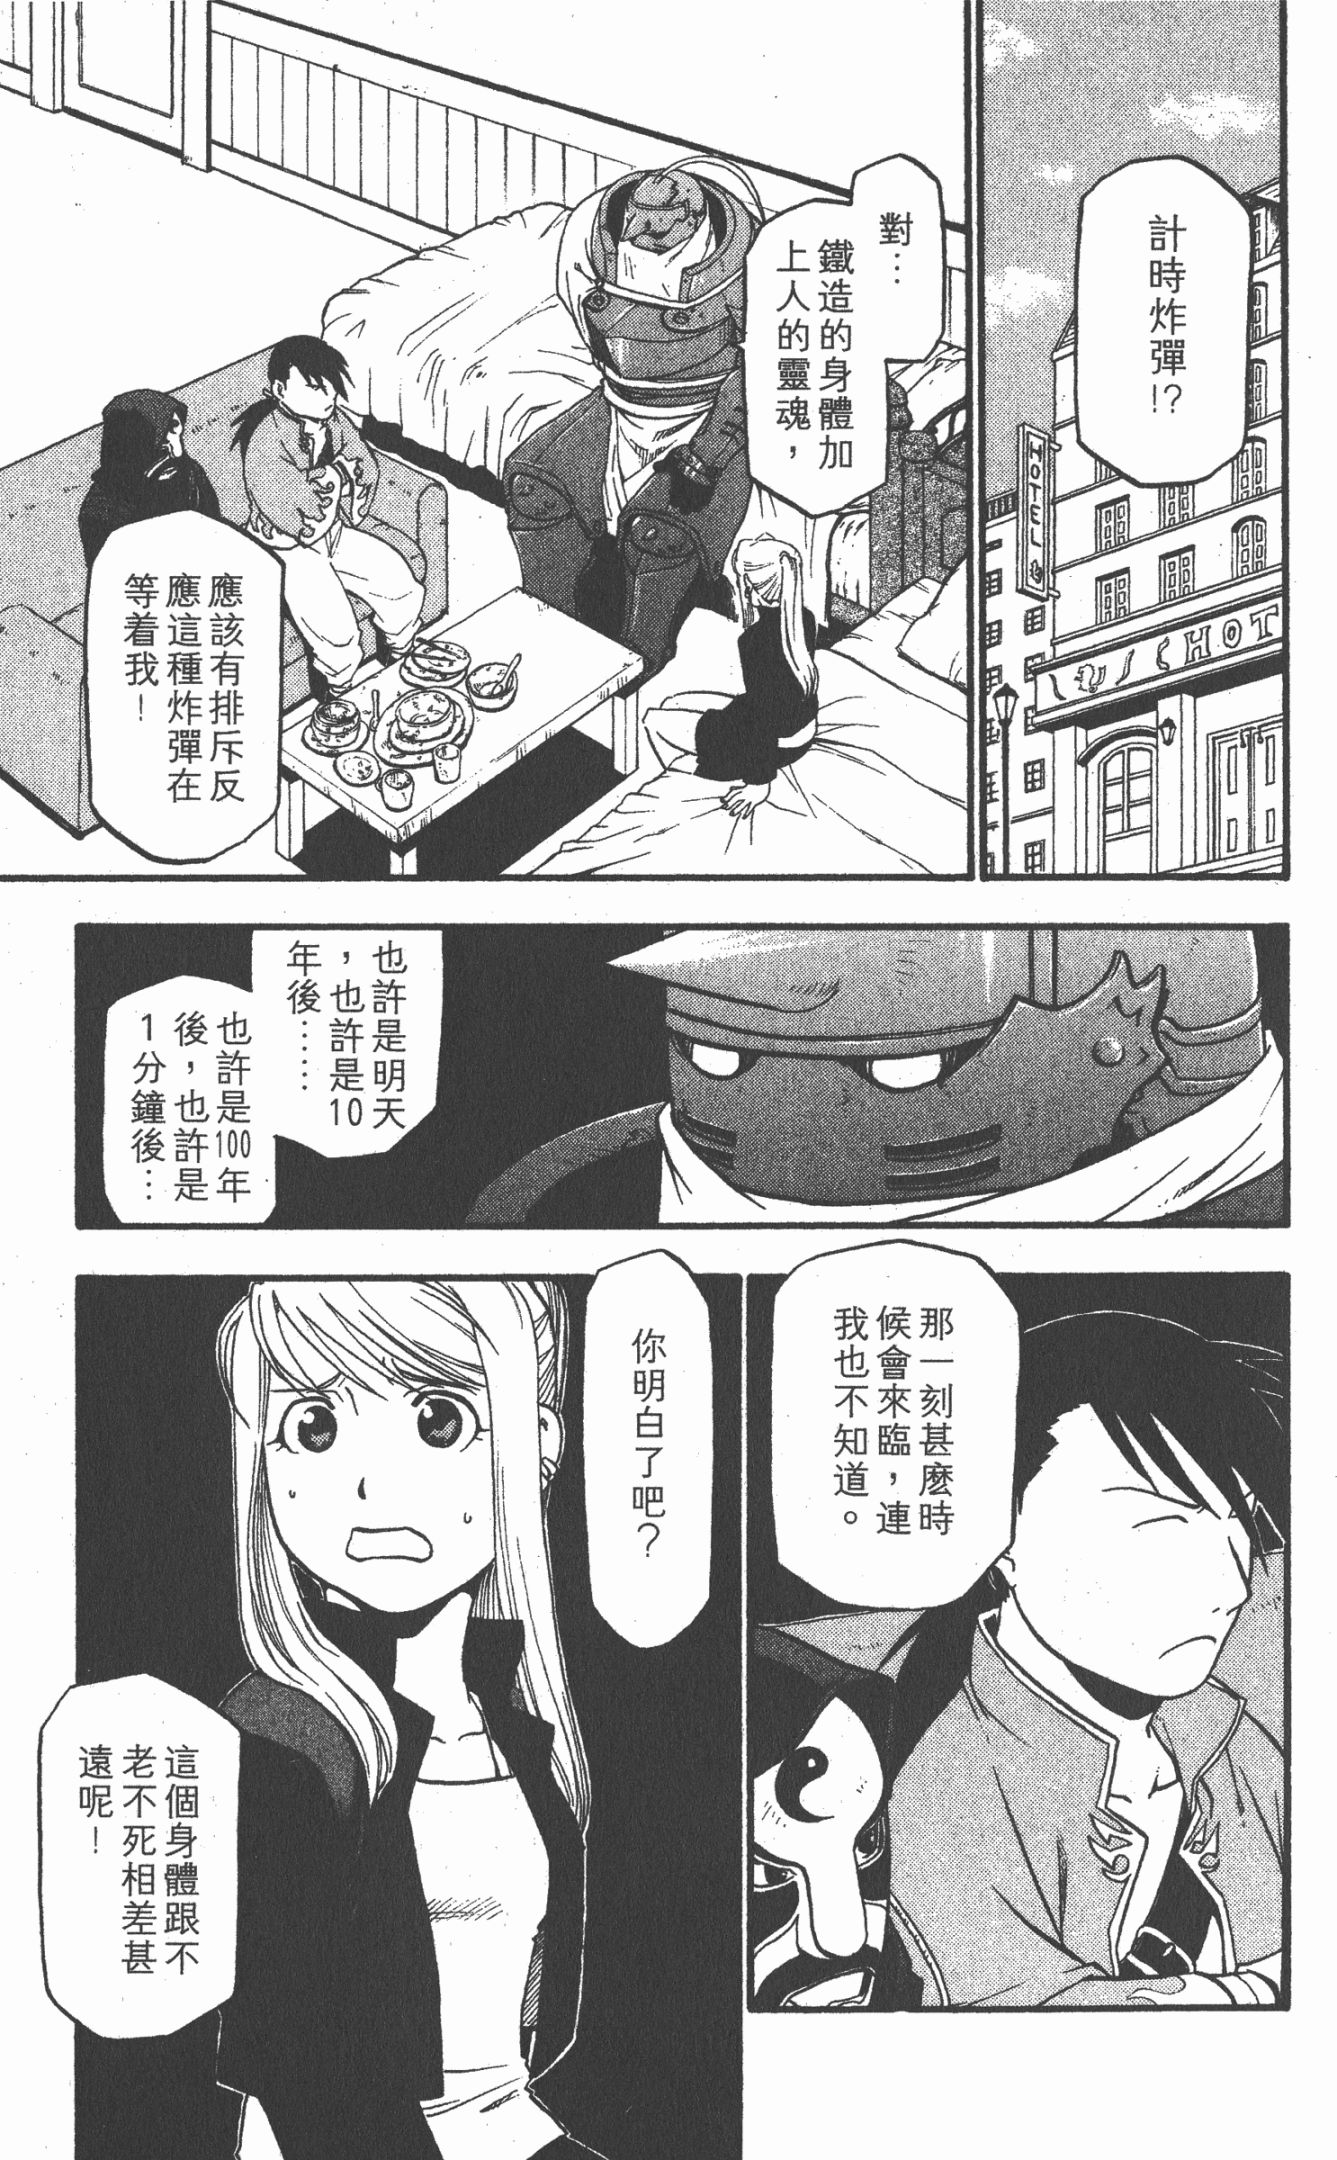 計時炸彈!?
HOTEL
HOT
對…
鐵造的身體加
上人的靈魂，
應該有排斥反
應這種炸彈在
等着我！
也許是明天
，也許是10
年後……
也許是100年
後，也許是
1分鐘後…
那一刻甚麼時
候會來臨，連
我也不知道。
你明白了吧？
這個身體跟不
老不死相差甚
遠呢！